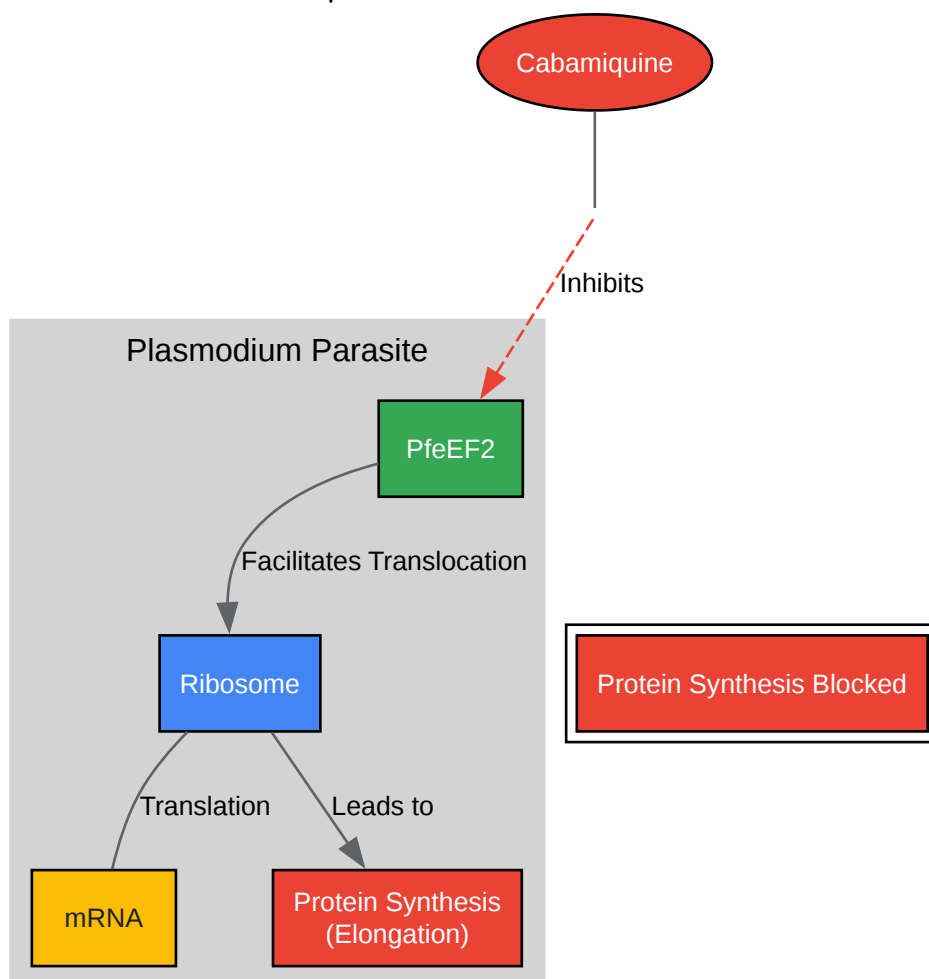 Cabamiquine
Inhibits
Plasmodium Parasite
PfeEF2
Facilitates Translocation
Ribosome
Protein Synthesis Blocked
Translation
Leads to
mRNA
Protein Synthesis
(Elongation)